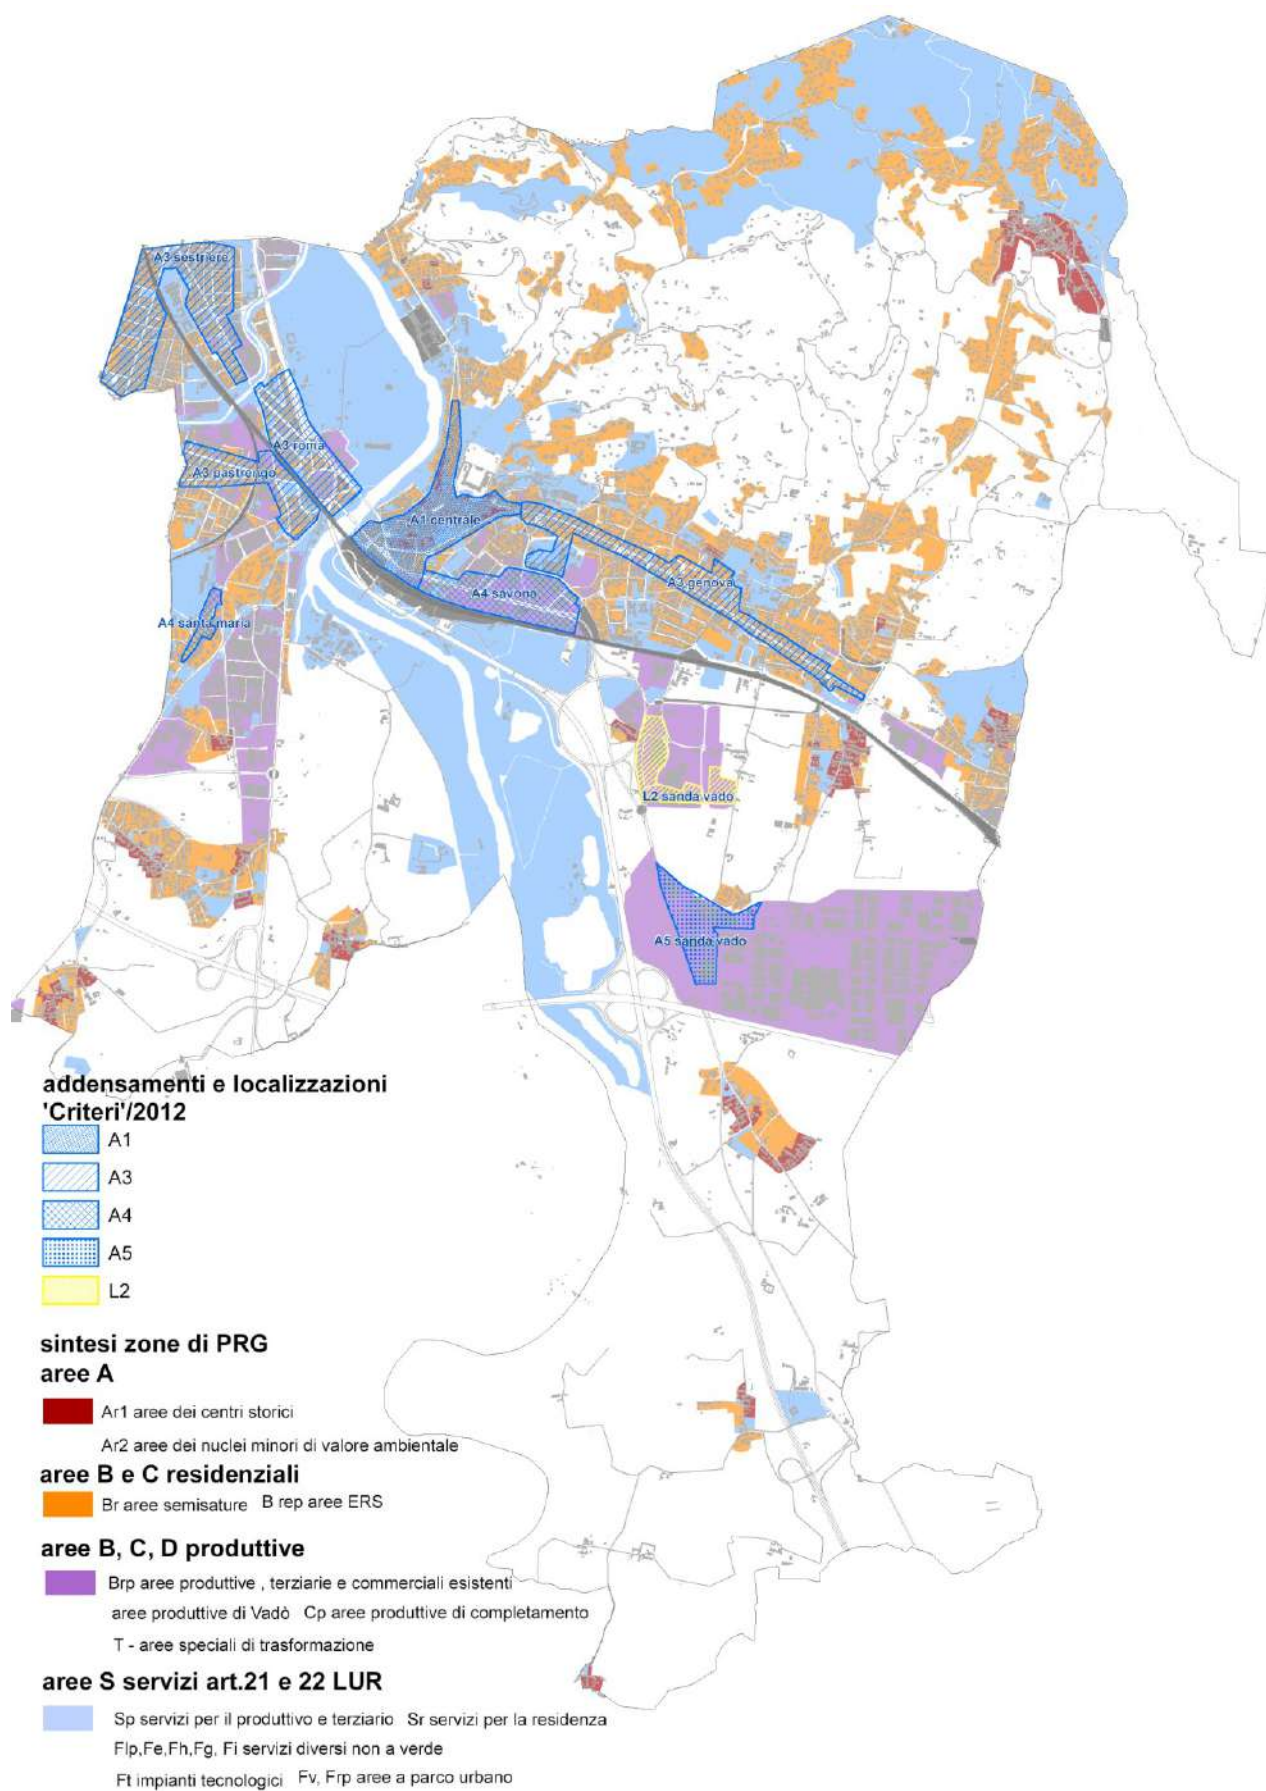 A3 sestriere
A3 roma
A3 pastrengo
A1 centrale
A3 genova
A4 savona
A4 santa maria
L2 sanda vado
A5 sanda vado
addensamenti e localizzazioni
'Criteri'/2012
A1
A3
A4
A5
L2
sintesi zone di PRG
aree A
Ar1 aree dei centri storici
Ar2 aree dei nuclei minori di valore ambientale
aree B e C residenziali
Br aree semisature B rep aree ERS
aree B, C, D produttive
Brp aree produttive , terziarie e commerciali esistenti
aree produttive di Vadò Cp aree produttive di completamento
T - aree speciali di trasformazione
aree S servizi art.21 e 22 LUR
Sp servizi per il produttivo e terziario Sr servizi per la residenza
Flp,Fe,Fh,Fg, Fi servizi diversi non a verde
Ft impianti tecnologici Fv, Frp aree a parco urbano